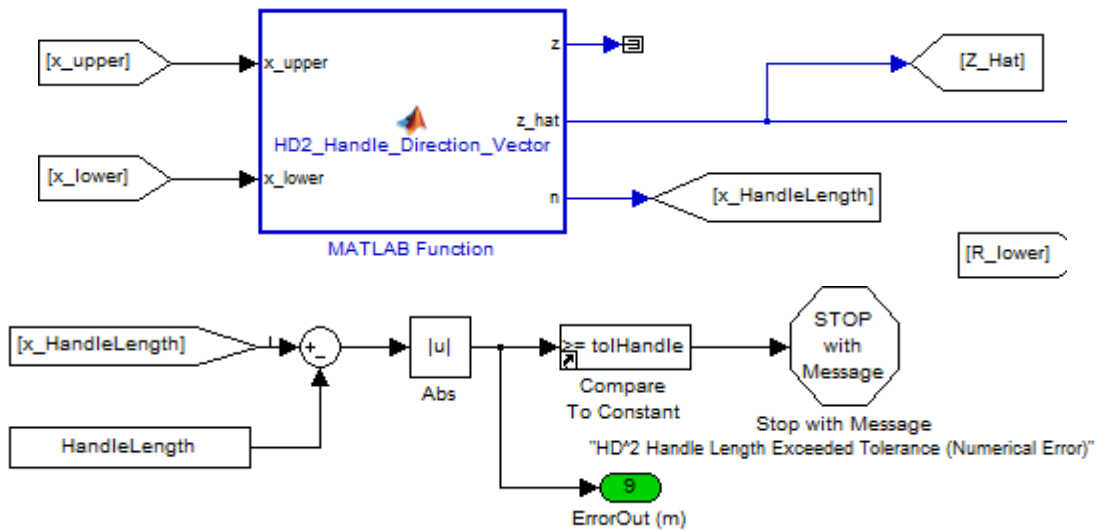 [x_upper]
x_upper
z
[Z_Hat]
z_hat
HD2_Handle_Direction_Vector
[x_lower]
x_lower
n
[x_HandleLength]
MATLAB Function
[R_lower]
[x_HandleLength]
+
-
|u|
Abs
>= tolHandle
Compare
To Constant
STOP
with
Message
Stop with Message
"HD^2 Handle Length Exceeded Tolerance (Numerical Error)"
HandleLength
9
ErrorOut (m)